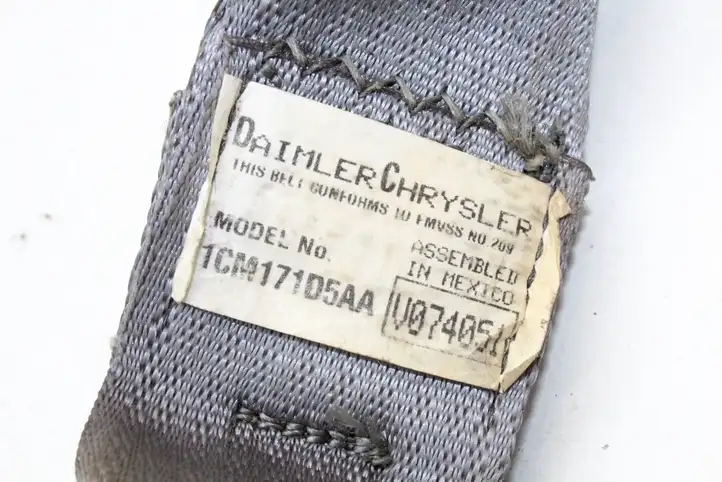 DAIMLERCHRYSLER
THIS BELT CONFORMS TO FMVSS NO 209
MODEL No.
1CM171D5AA
ASSEMBLED
IN MEXICO